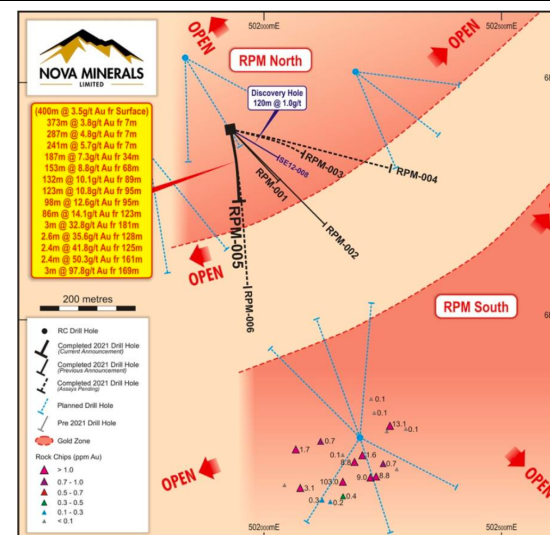 502000mE
502500mE
OPEN
OPEN
NOVA MINERALS
LIMITED
RPM North
Discovery Hole
120m @ 1.0g/t
(400m @ 3.5g/t Au fr Surface)
373m @ 3.8g/t Au fr 7m
287m @ 4.8g/t Au fr 7m
241m @ 5.7g/t Au fr 7m
187m @ 7.3g/t Au fr 34m
153m @ 8.8g/t Au fr 68m
132m @ 10.1g/t Au fr 89m
123m @ 10.8g/t Au fr 95m
98m @ 12.6g/t Au fr 95m
86m @ 14.1g/t Au fr 123m
3m @ 32.8g/t Au fr 181m
2.6m @ 35.6g/t Au fr 128m
2.4m @ 41.8g/t Au fr 125m
2.4m @ 50.3g/t Au fr 161m
3m @ 97.8g/t Au fr 169m
SE12-008
RPM-003
RPM-004
RPM-001
RPM-002
RPM-005
RPM-006
OPEN
200 metres
RPM South
RC Drill Hole
Completed 2021 Drill Hole
(Current Announcement)
Completed 2021 Drill Hole
(Previous Announcement)
Completed 2021 Drill Hole
(Assays Pending)
Planned Drill Hole
Pre 2021 Drill Hole
Gold Zone
Rock Chips (ppm Au)
> 1.0
0.7 - 1.0
0.5 - 0.7
0.3 - 0.5
0.1 - 0.3
< 0.1
0.1
0.1
13.1
0.1
1.7
0.7
0.1
1.6
8.8
0.7
103.0
9.0
8.8
3.1
0.4
0.3
0.2
OPEN
OPEN
502000mE
502500mE